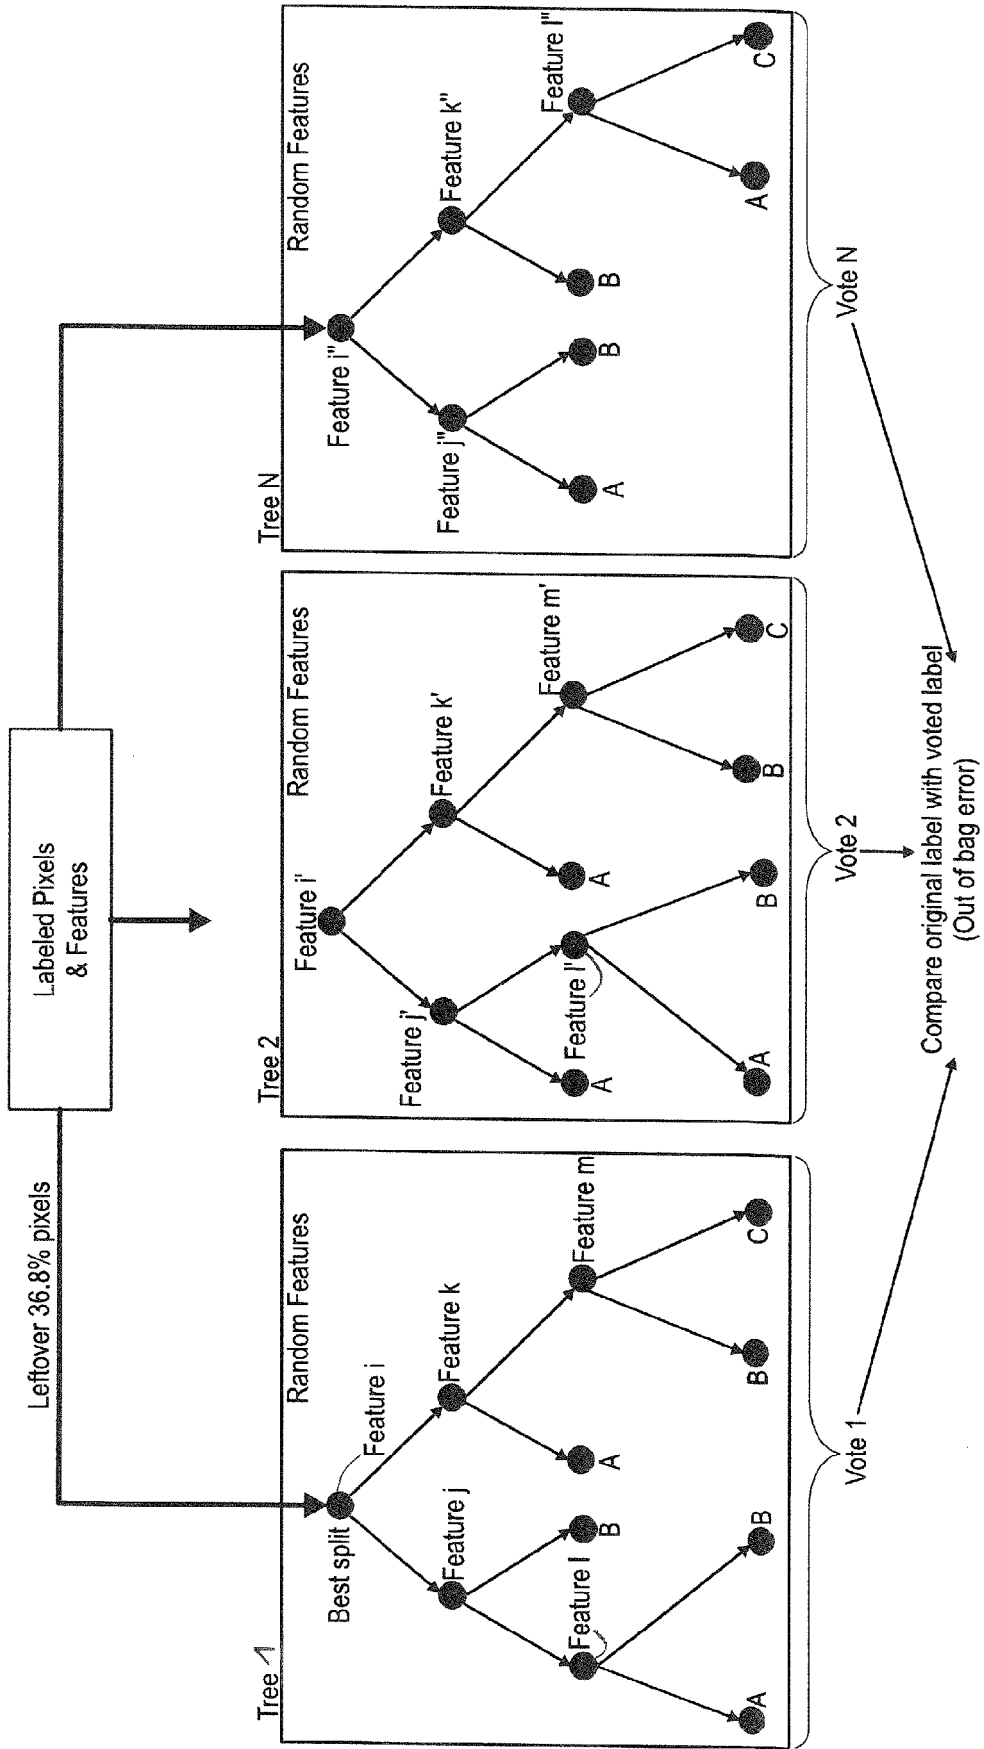 Labeled Pixels
& Features
Leftover 36.8% pixels
Tree 1
Random Features
Best split
Feature i
Feature j
Feature k
Feature l
B
A
Feature m
A
B
B
C
Vote 1
Tree 2
Random Features
Feature i'
Feature j'
Feature k'
A
Feature l'
A
Feature m'
A
B
B
C
Vote 2
Tree N
Random Features
Feature i"
Feature j"
Feature k"
A
B
B
Feature l"
A
C
Vote N
Compare original label with voted label
(Out of bag error)